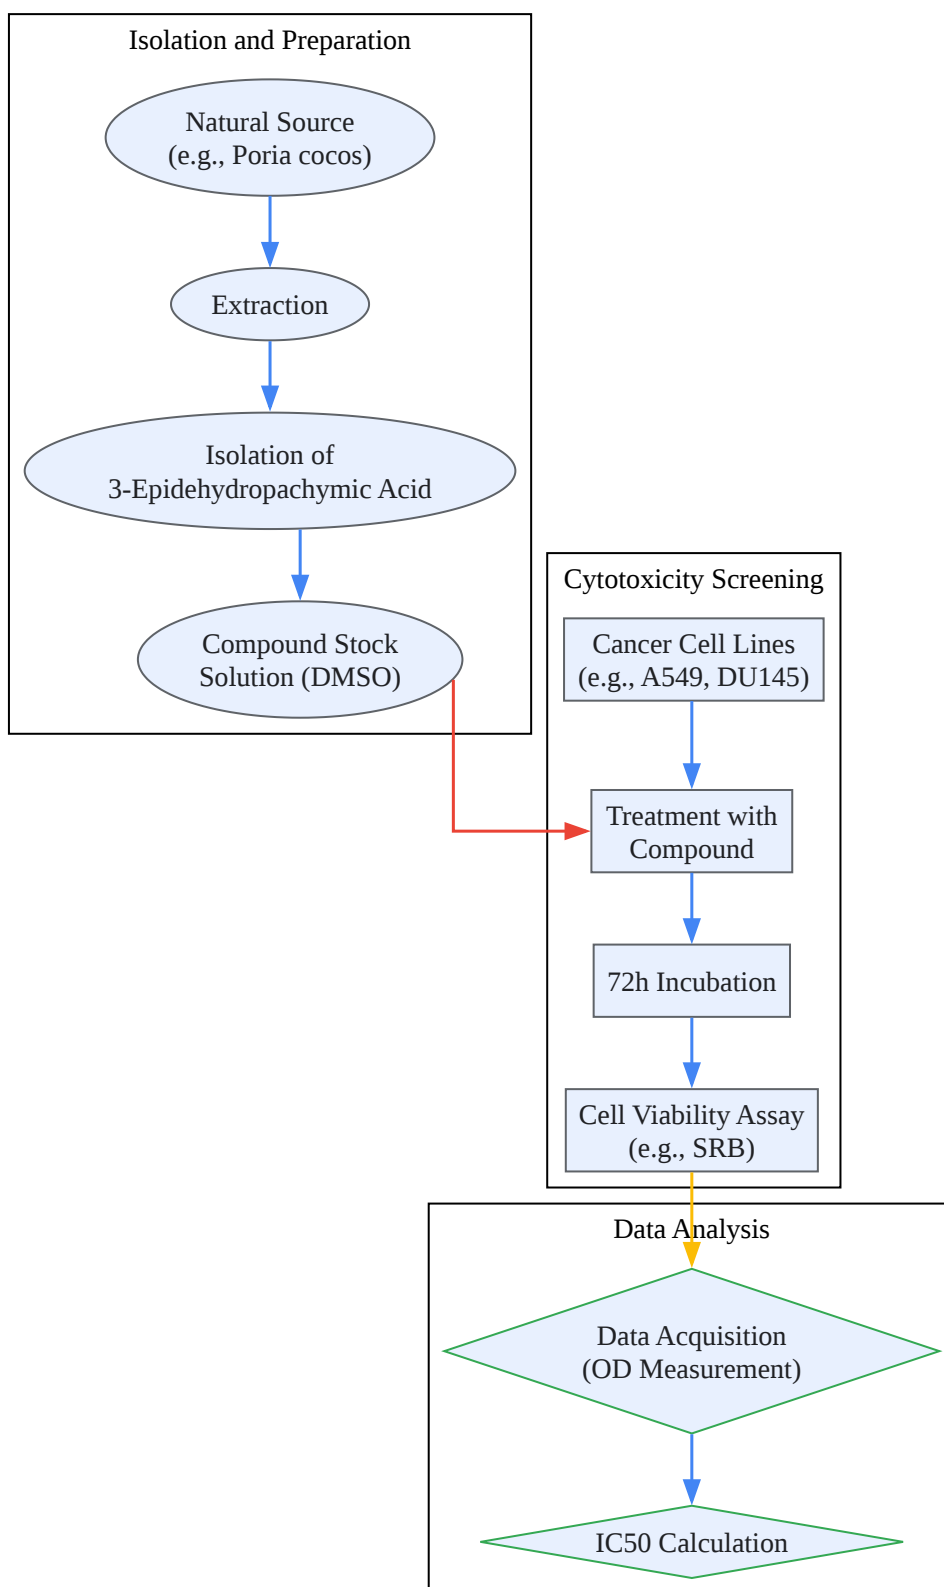 Isolation and Preparation
Natural Source
(e.g., Poria cocos)
Extraction
Isolation of
3-Epidehydropachymic Acid
Compound Stock
Solution (DMSO)
Cytotoxicity Screening
Cancer Cell Lines
(e.g., A549, DU145)
Treatment with
Compound
72h Incubation
Cell Viability Assay
(e.g., SRB)
Data Analysis
Data Acquisition
(OD Measurement)
IC50 Calculation